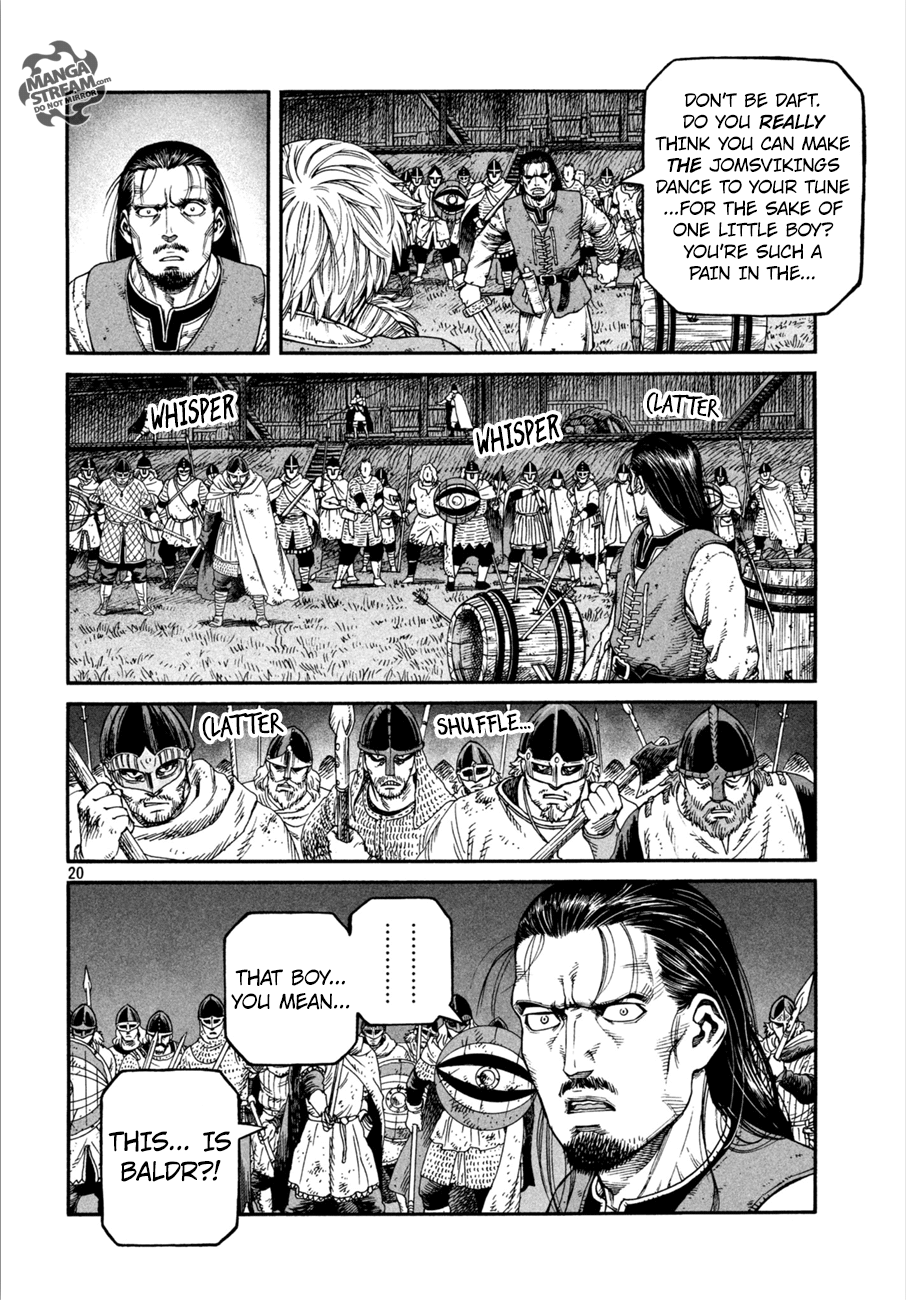 MANGA
STREAM.com
DO NOT MIRROR
DON'T BE DAFT.
DO YOU REALLY
THINK YOU CAN MAKE
THE JOMSVIKINGS
DANCE TO YOUR TUNE
...FOR THE SAKE OF
ONE LITTLE BOY?
YOU'RE SUCH A
PAIN IN THE...
WHISPER
WHISPER
CLATTER
CLATTER
SHUFFLE...
20
THAT BOY...
YOU MEAN...
THIS... IS
BALDR?!